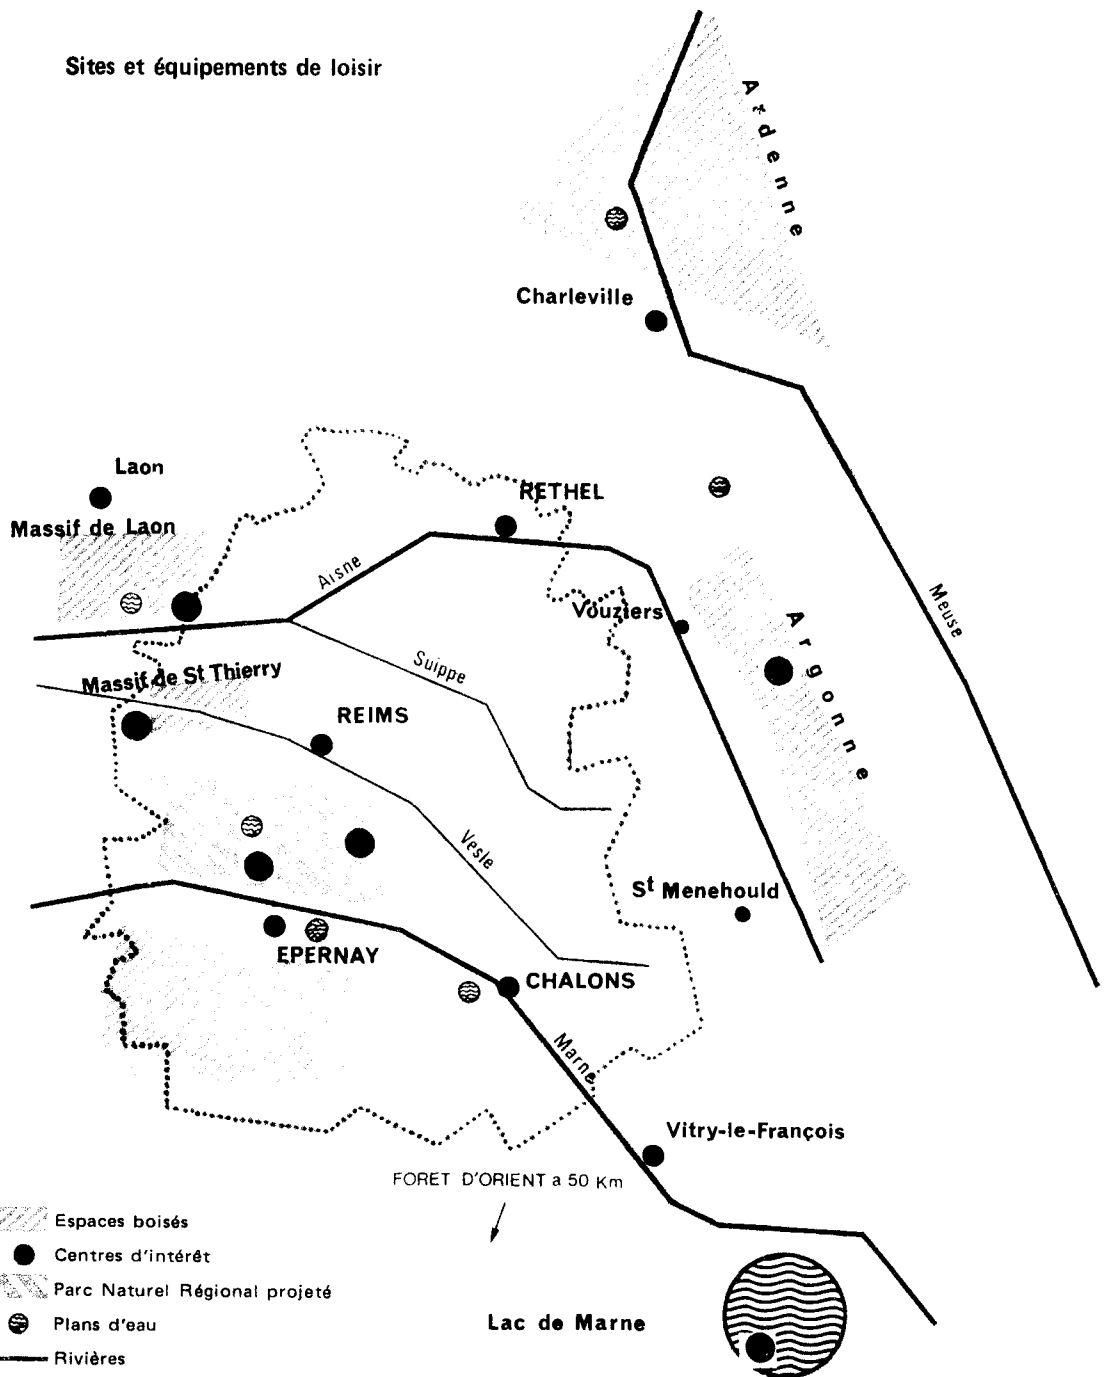 Sites et équipements de loisir
Ardenne
Charleville
Laon
RETHEL
Massif de Laon
Aisne
Vouziers
Meuse
Argonne
Suippe
Massif de St Thierry
REIMS
Vesle
St Menehould
EPERNAY
CHALONS
Marne
Vitry-le-François
FORET D'ORIENT a 50 Km
Espaces boisés
Centres d'intérêt
Parc Naturel Régional projeté
Plans d'eau
Rivières
Lac de Marne